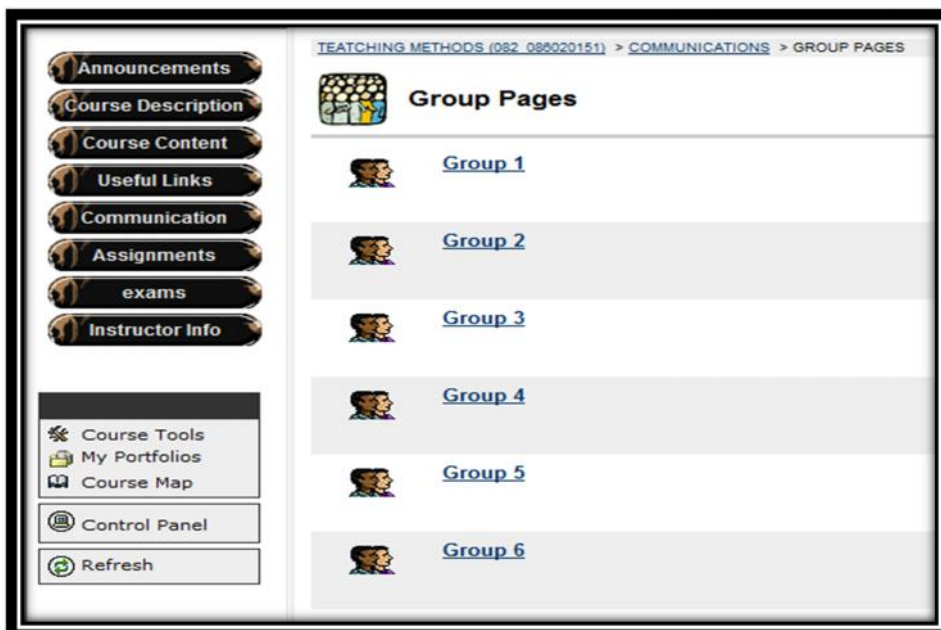 Announcements
Course Description
Course Content
Useful Links
Communication
Assignments
exams
Instructor Info
Course Tools
My Portfolios
Course Map
Control Panel
Refresh
TEATCHING METHODS (082_086020151) > COMMUNICATIONS > GROUP PAGES
Group Pages
Group 1
Group 2
Group 3
Group 4
Group 5
Group 6